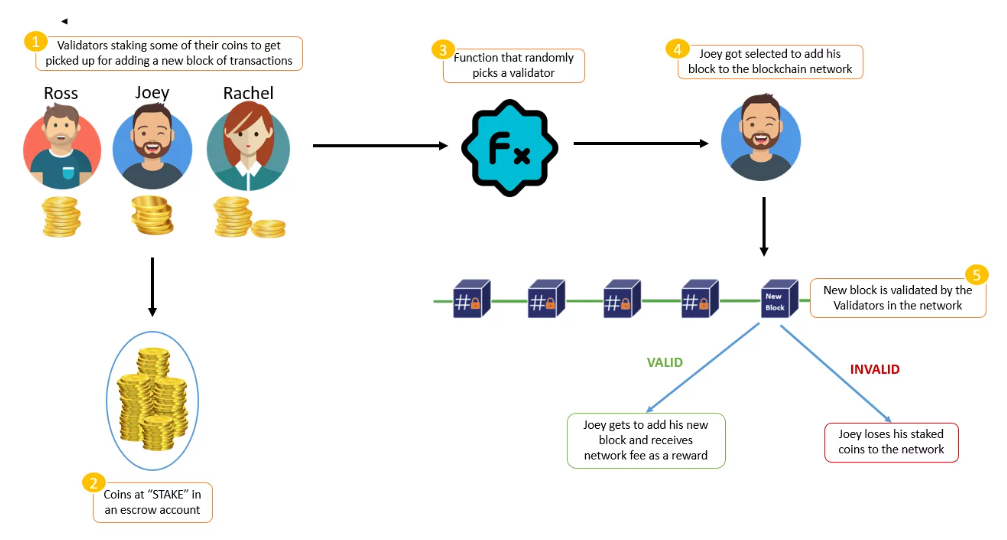 1
Validators staking some of their coins to get
picked up for adding a new block of transactions
Ross
Joey
Rachel
2
Coins at “STAKE” in
an escrow account
3
Function that randomly
picks a validator
Fx
4
Joey got selected to add his
block to the blockchain network
#
#
#
#
New
Block
5
New block is validated by the
Validators in the network
VALID
INVALID
Joey gets to add his new
block and receives
network fee as a reward
Joey loses his staked
coins to the network